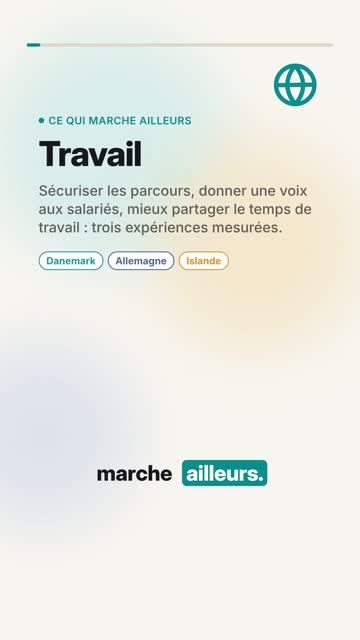 CE QUI MARCHE AILLEURS
Travail
Sécuriser les parcours, donner une voix
aux salariés, mieux partager le temps de
travail : trois expériences mesurées.
Danemark Allemagne Islande
marche ailleurs.